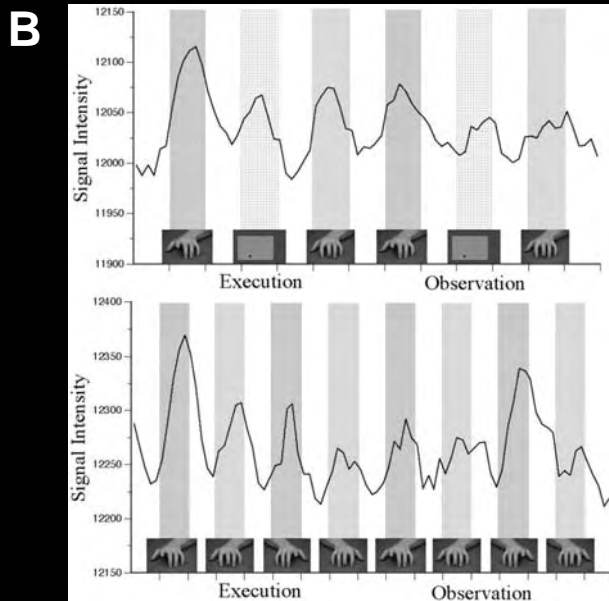 B
12150
12100
12050
12000
11950
11900
Signal Intensity
Execution Observation
12400
12350
12300
12250
12200
12150
Signal Intensity
Execution Observation